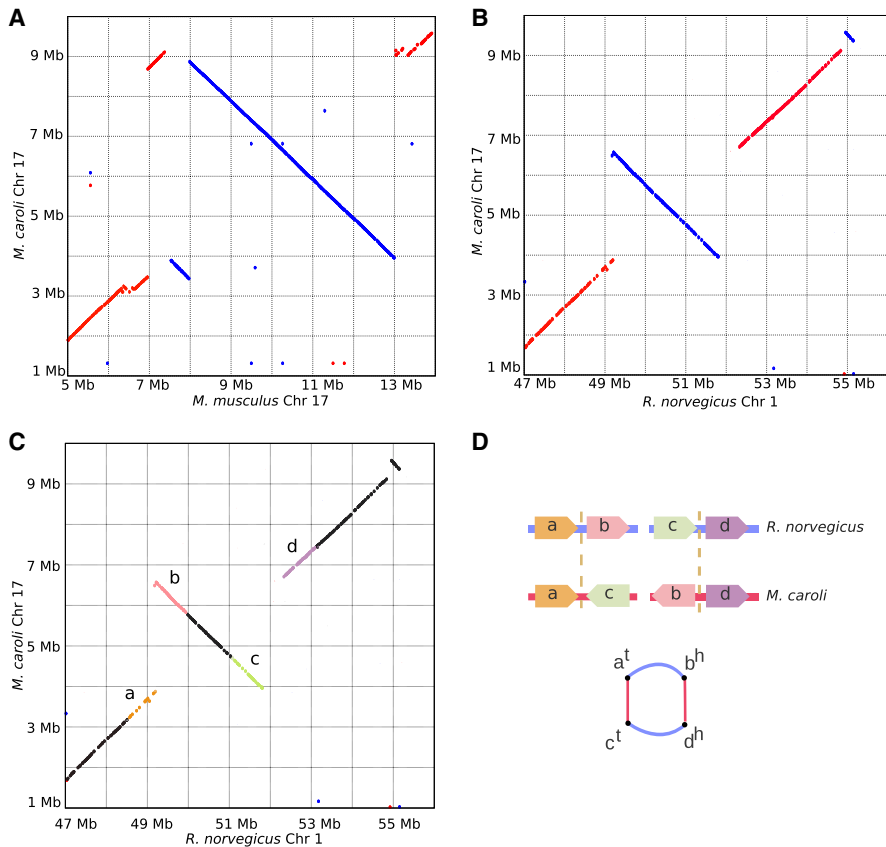 A
M. caroli Chr 17
9 Mb
7 Mb
5 Mb
3 Mb
1 Mb
5 Mb 7 Mb 9 Mb 11 Mb 13 Mb
M. musculus Chr 17
B
M. caroli Chr 17
9 Mb
7 Mb
5 Mb
3 Mb
1 Mb
47 Mb 49 Mb 51 Mb 53 Mb 55 Mb
R. norvegicus Chr 1
C
M. caroli Chr 17
9 Mb
7 Mb
5 Mb
3 Mb
1 Mb
d
b
c
a
47 Mb 49 Mb 51 Mb 53 Mb 55 Mb
R. norvegicus Chr 1
D
a b c d R. norvegicus
a c b d M. caroli
a^t b^h
c^t d^h